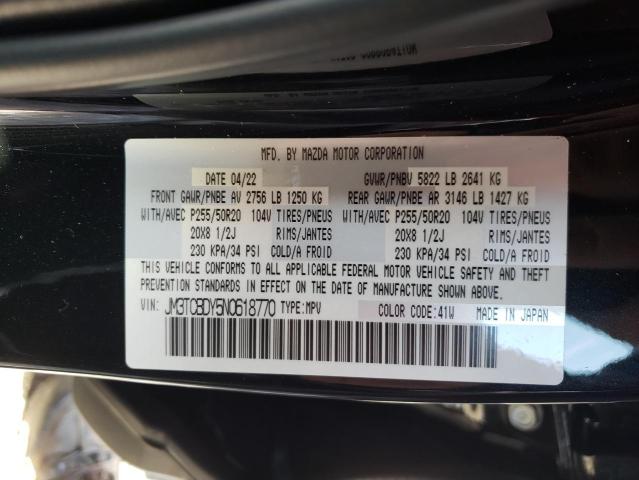 MFD. BY MAZDA MOTOR CORPORATION
DATE 04/22 GVWR/PNBV 5822 LB 2641 KG
FRONT GAWR/PNBE AV 2756 LB 1250 KG REAR GAWR/PNBE AR 3146 LB 1427 KG
WITH/AVEC P255/50R20 104V TIRES/PNEUS WITH/AVEC P255/50R20 104V TIRES/PNEUS
20X8 1/2J RIMS/JANTES 20X8 1/2J RIMS/JANTES
230 KPA/34 PSI COLD/A FROID 230 KPA/34 PSI COLD/A FROID
THIS VEHICLE CONFORMS TO ALL APPLICABLE FEDERAL MOTOR VEHICLE SAFETY AND THEFT
PREVENTION STANDARDS IN EFFECT ON THE DATE OF MANUFACTURE SHOWN ABOVE.
VIN: JM3TCBDY5N0618770 TYPE:MPV COLOR CODE:41W MADE IN JAPAN